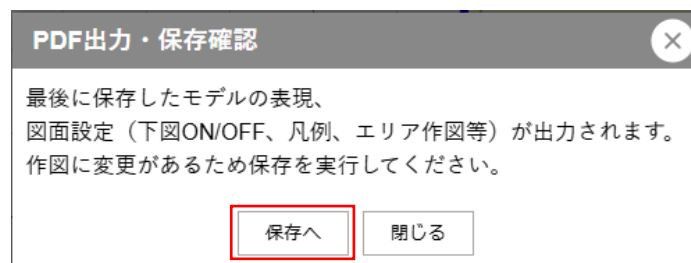 PDF出力・保存確認
最後に保存したモデルの表現、
図面設定（下図ON/OFF、凡例、エリア作図等）が出力されます。
作図に変更があるため保存を実行してください。
保存へ
閉じる